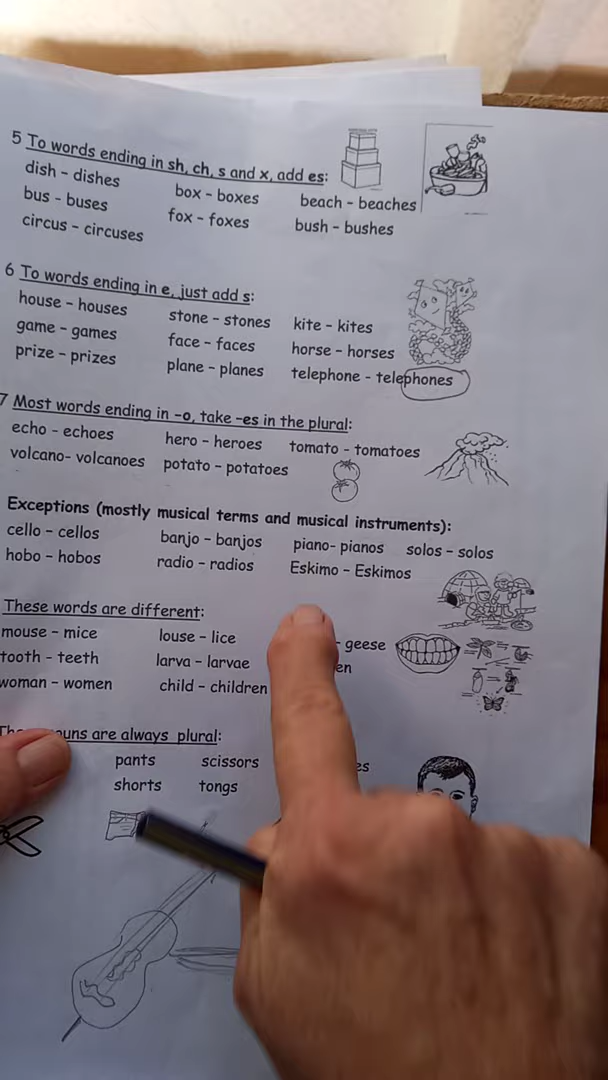 5 To words ending in sh, ch, s and x, add es:
dish – dishes box – boxes beach – beaches
bus – buses fox – foxes bush – bushes
circus – circuses
6 To words ending in e, just add s:
house – houses stone – stones kite – kites
game – games face – faces horse – horses
prize – prizes plane – planes telephone – telephones
7 Most words ending in –o, take –es in the plural:
echo – echoes hero – heroes tomato – tomatoes
volcano- volcanoes potato – potatoes
Exceptions (mostly musical terms and musical instruments):
cello – cellos banjo – banjos piano- pianos solos – solos
hobo – hobos radio – radios Eskimo – Eskimos
These words are different:
mouse – mice louse – lice – geese
tooth – teeth larva – larvae
woman – women child – children
are always plural:
pants scissors
shorts tongs